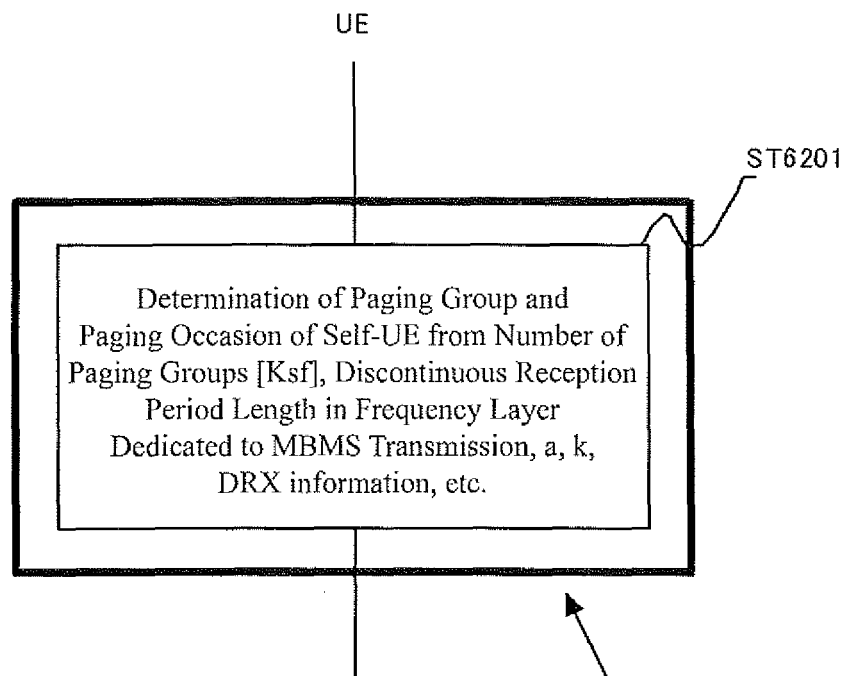 UE
ST6201
Determination of Paging Group and
Paging Occasion of Self-UE from Number of
Paging Groups [Ksf], Discontinuous Reception
Period Length in Frequency Layer
Dedicated to MBMS Transmission, a, k,
DRX information, etc.